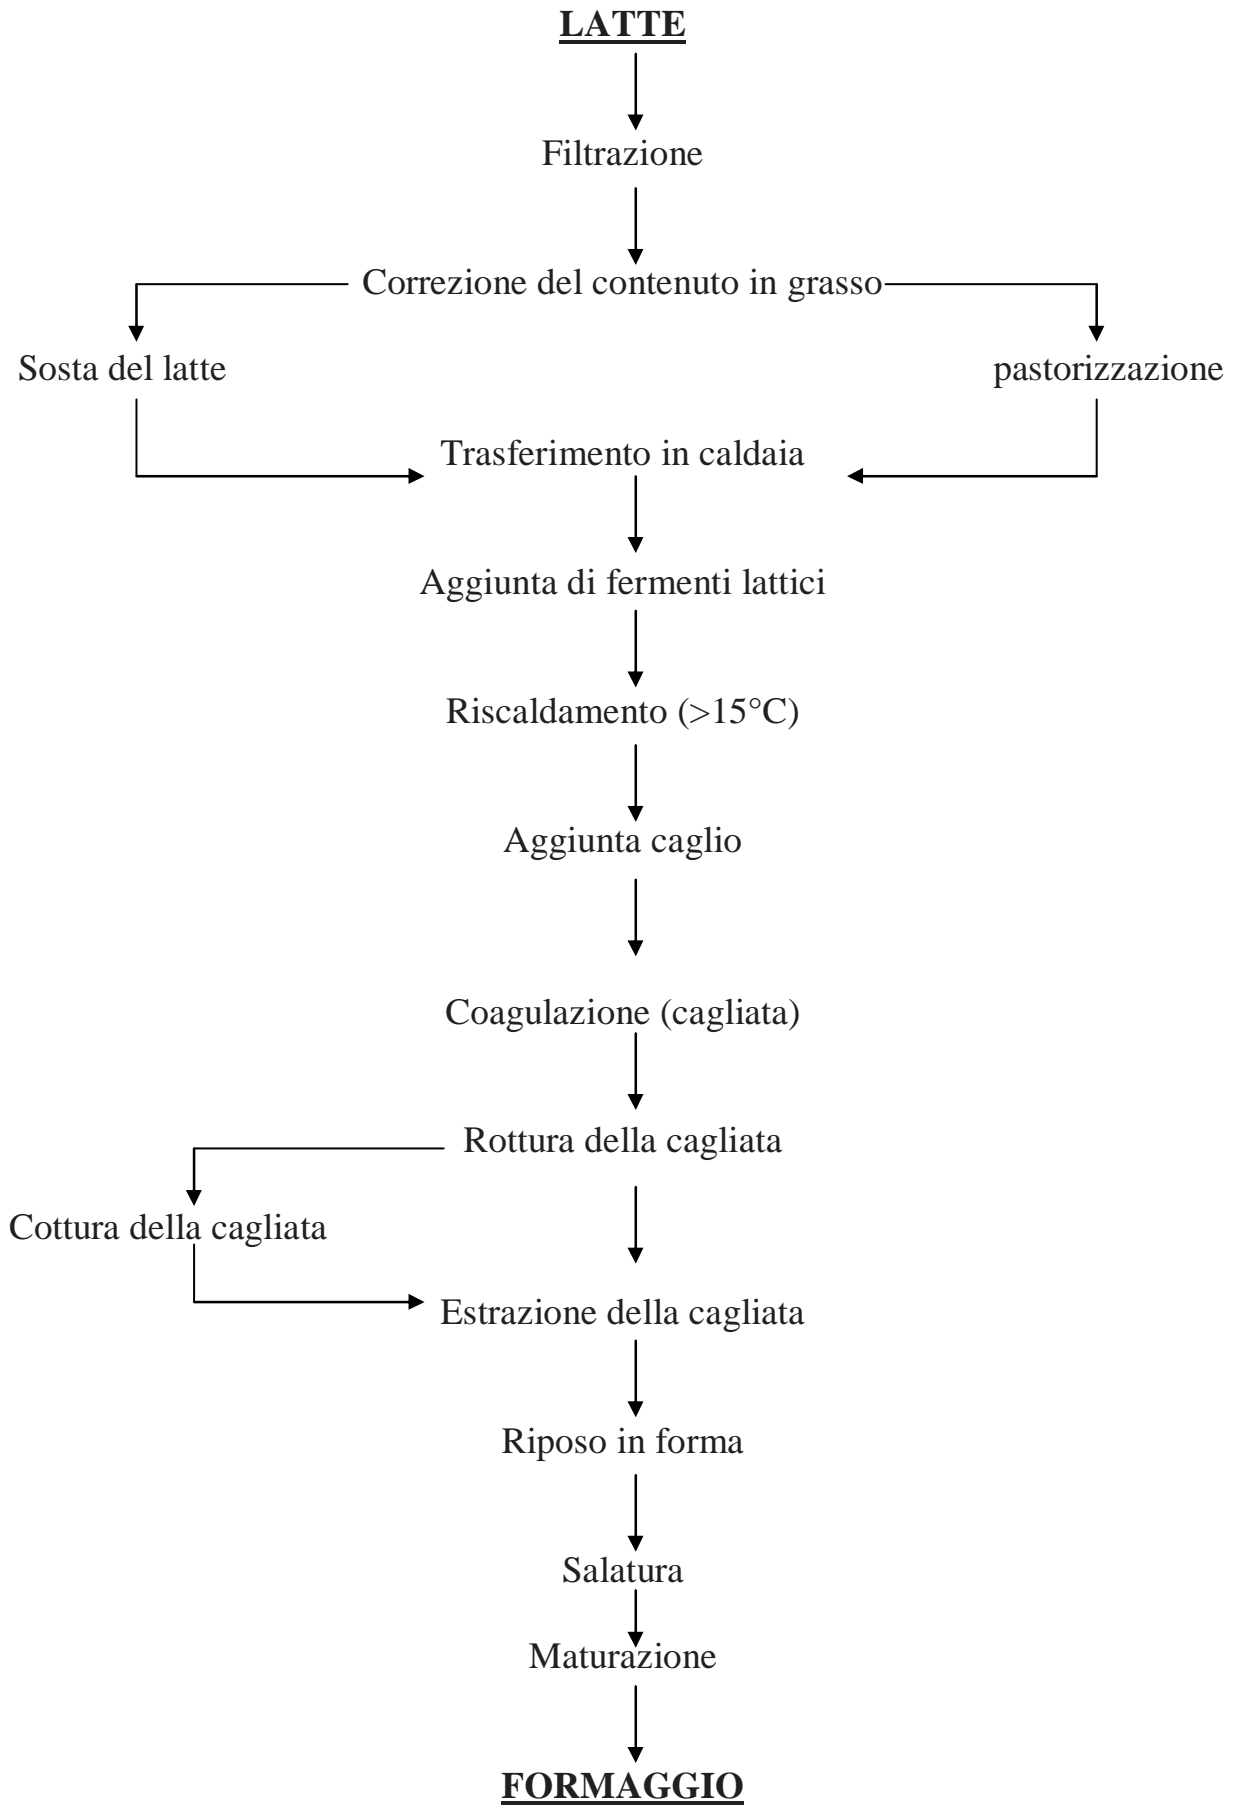 LATTE
Filtrazione
Correzione del contenuto in grasso
Sosta del latte
pastorizzazione
Trasferimento in caldaia
Aggiunta di fermenti lattici
Riscaldamento (>15°C)
Aggiunta caglio
Coagulazione (cagliata)
Rottura della cagliata
Cottura della cagliata
Estrazione della cagliata
Riposo in forma
Salatura
Maturazione
FORMAGGIO